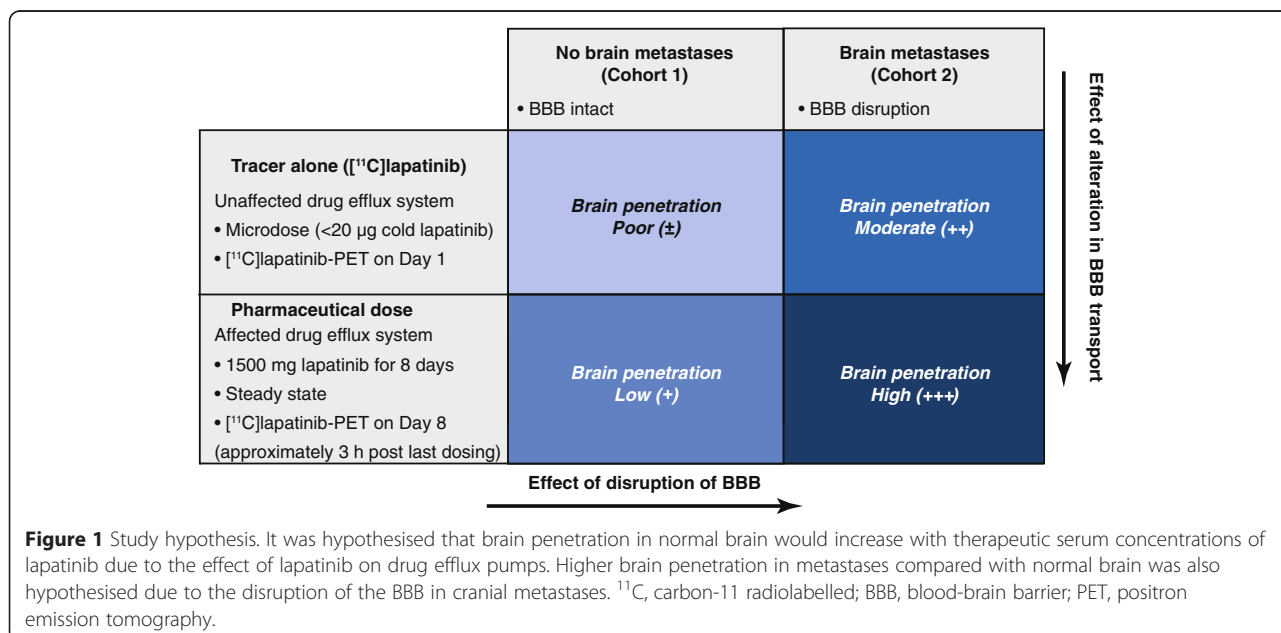 No brain metastases
(Cohort 1)
• BBB intact
Brain metastases
(Cohort 2)
• BBB disruption
Effect of alteration in BBB transport
Tracer alone ([¹¹C]lapatinib)
Unaffected drug efflux system
• Microdose (<20 µg cold lapatinib)
• [¹¹C]lapatinib-PET on Day 1
Brain penetration
Poor (±)
Brain penetration
Moderate (++)
Pharmaceutical dose
Affected drug efflux system
• 1500 mg lapatinib for 8 days
• Steady state
• [¹¹C]lapatinib-PET on Day 8
(approximately 3 h post last dosing)
Brain penetration
Low (+)
Brain penetration
High (+++)
Effect of disruption of BBB
Figure 1 Study hypothesis. It was hypothesised that brain penetration in normal brain would increase with therapeutic serum concentrations of
lapatinib due to the effect of lapatinib on drug efflux pumps. Higher brain penetration in metastases compared with normal brain was also
hypothesised due to the disruption of the BBB in cranial metastases. ¹¹C, carbon-11 radiolabelled; BBB, blood-brain barrier; PET, positron
emission tomography.